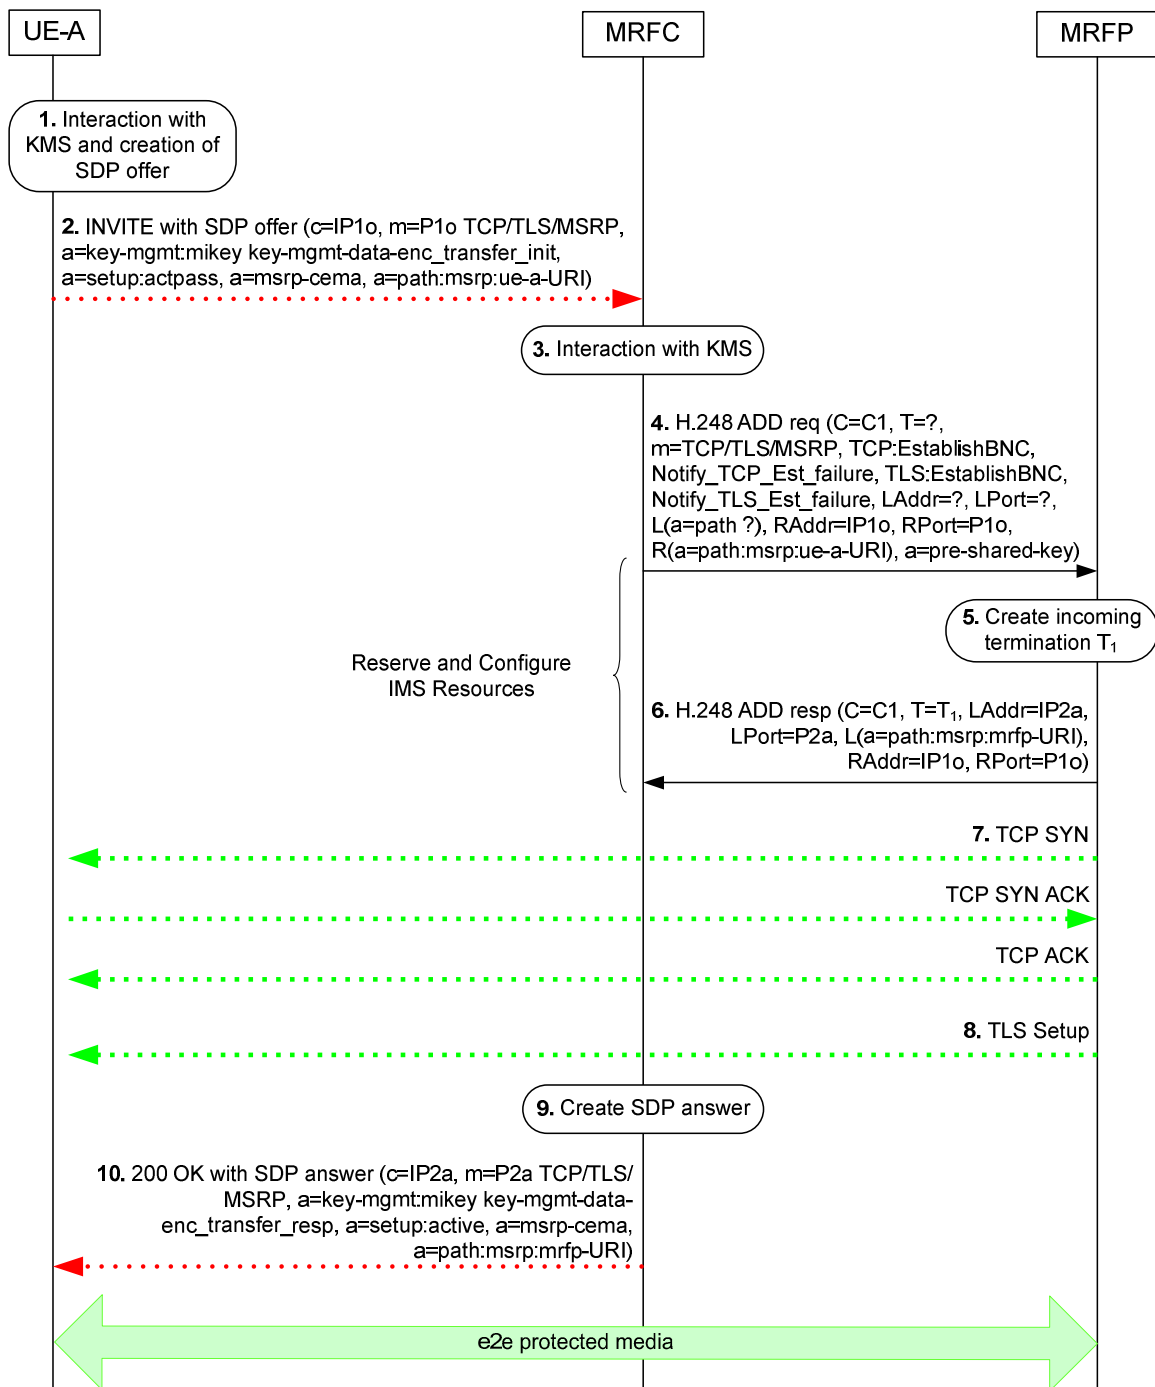 UE-A
MRFC
MRFP
1. Interaction with
KMS and creation of
SDP offer
2. INVITE with SDP offer (c=IP1o, m=P1o TCP/TLS/MSRP,
a=key-mgmt:mikey key-mgmt-data-enc_transfer_init,
a=setup:actpass, a=msrp-cema, a=path:msrp:ue-a-URI)
3. Interaction with KMS
4. H.248 ADD req (C=C1, T=?,
m=TCP/TLS/MSRP, TCP:EstablishBNC,
Notify_TCP_Est_failure, TLS:EstablishBNC,
Notify_TLS_Est_failure, LAddr=?, LPort=?,
L(a=path ?), RAddr=IP1o, RPort=P1o,
R(a=path:msrp:ue-a-URI), a=pre-shared-key)
5. Create incoming
termination T1
Reserve and Configure
IMS Resources
6. H.248 ADD resp (C=C1, T=T1, LAddr=IP2a,
LPort=P2a, L(a=path:msrp:mrfp-URI),
RAddr=IP1o, RPort=P1o)
7. TCP SYN
TCP SYN ACK
TCP ACK
8. TLS Setup
9. Create SDP answer
10. 200 OK with SDP answer (c=IP2a, m=P2a TCP/TLS/
MSRP, a=key-mgmt:mikey key-mgmt-data-
enc_transfer_resp, a=setup:active, a=msrp-cema,
a=path:msrp:mrfp-URI)
e2e protected media